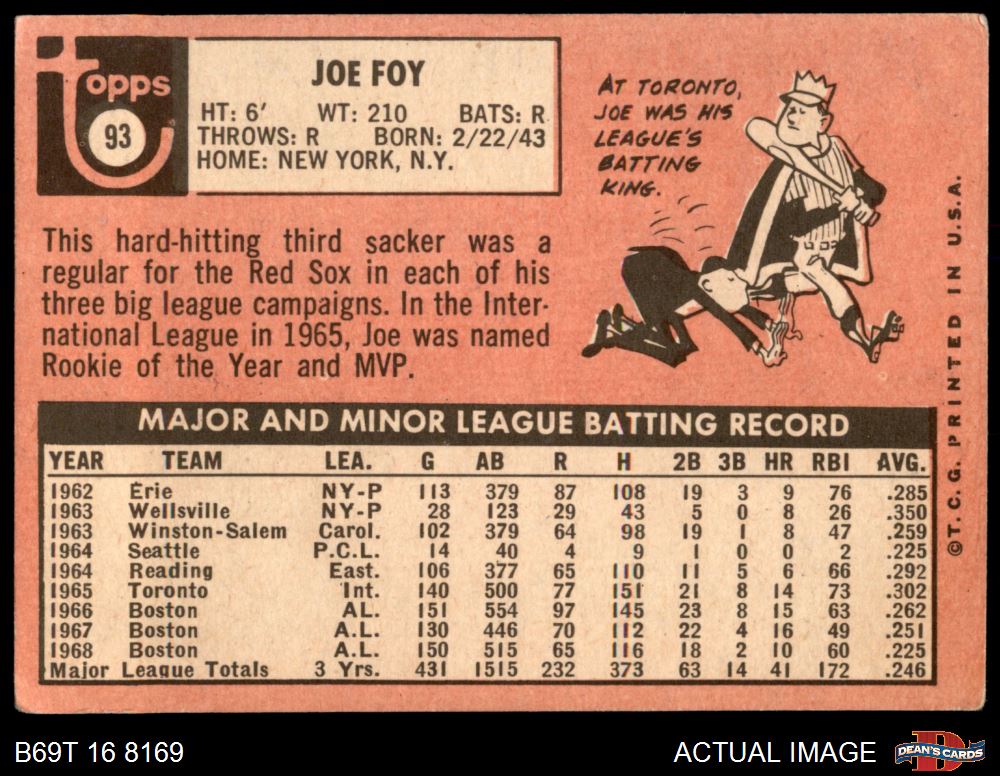 Topps
93
JOE FOY
HT: 6' WT: 210 BATS: R
THROWS: R BORN: 2/22/43
HOME: NEW YORK, N.Y.
AT TORONTO,
JOE WAS HIS
LEAGUE'S
BATTING
KING.
This hard-hitting third sacker was a
regular for the Red Sox in each of his
three big league campaigns. In the Inter-
national League in 1965, Joe was named
Rookie of the Year and MVP.
MAJOR AND MINOR LEAGUE BATTING RECORD
YEAR TEAM LEA. G AB R H 2B 3B HR RBI AVG.
1962 Erie NY-P 113 379 87 108 19 3 9 76 .285
1963 Wellsville NY-P 28 123 29 43 5 0 8 26 .350
1963 Winston-Salem Carol. 102 379 64 98 19 1 8 47 .259
1964 Seattle P.C.L. 14 40 4 9 1 0 0 2 .225
1964 Reading East. 106 377 65 110 11 5 6 66 .292
1965 Toronto Int. 140 500 77 151 21 8 14 73 .302
1966 Boston AL. 151 554 97 145 23 8 15 63 .262
1967 Boston A.L. 130 446 70 112 22 4 16 49 .251
1968 Boston A.L. 150 515 65 116 18 2 10 60 .225
Major League Totals 3 Yrs. 431 1515 232 373 63 14 41 172 .246
©T.C.G. PRINTED IN U.S.A.
B69T 16 8169
ACTUAL IMAGE
D
DEAN'S CARDS